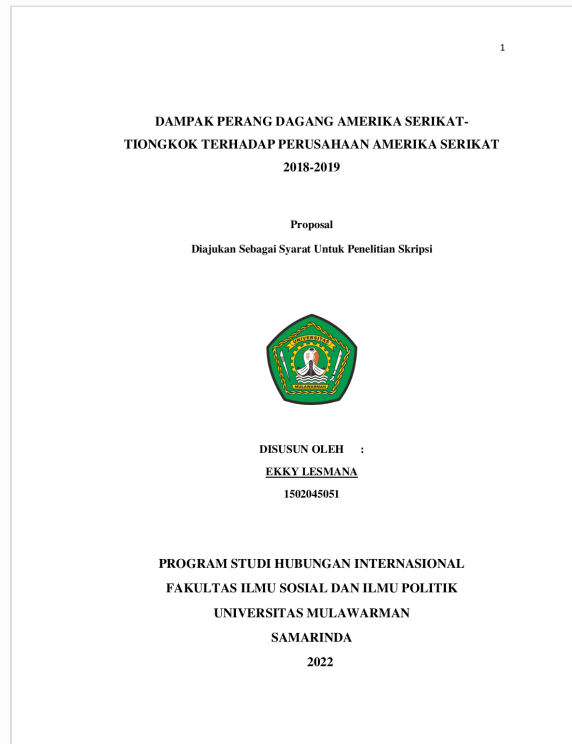 1
DAMPAK PERANG DAGANG AMERIKA SERIKAT-
TIONGKOK TERHADAP PERUSAHAAN AMERIKA SERIKAT
2018-2019
Proposal
Diajukan Sebagai Syarat Untuk Penelitian Skripsi
UNIVERSITAS
MULAWARMAN
DISUSUN OLEH :
EKKY LESMANA
1502045051
PROGRAM STUDI HUBUNGAN INTERNASIONAL
FAKULTAS ILMU SOSIAL DAN ILMU POLITIK
UNIVERSITAS MULAWARMAN
SAMARINDA
2022